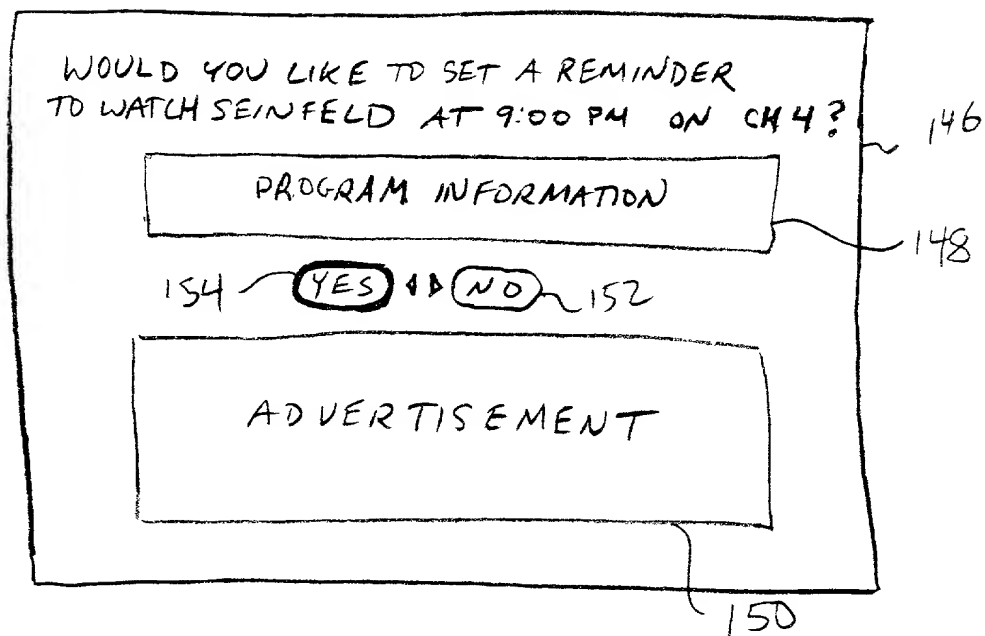 WOULD YOU LIKE TO SET A REMINDER
TO WATCH SEINFELD AT 9:00 PM ON CH 4?
146
PROGRAM INFORMATION
148
154 YES NO 152
ADVERTISEMENT
150